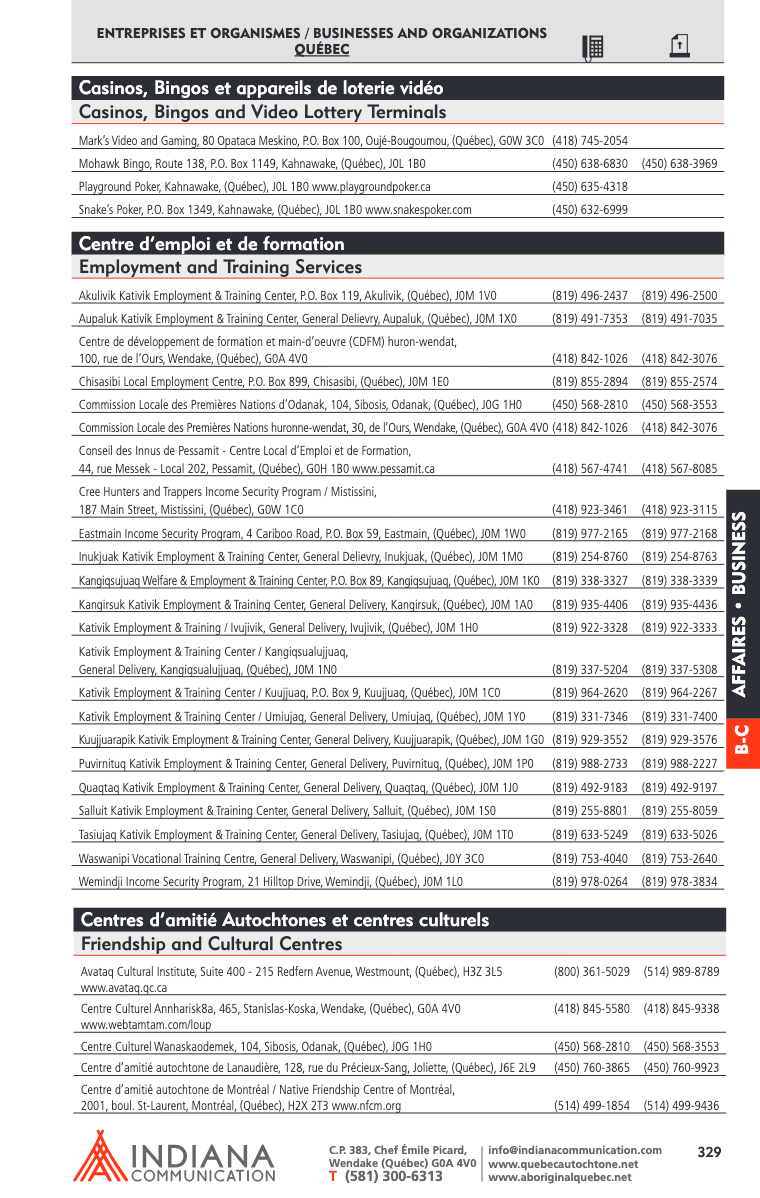 ENTREPRISES ET ORGANISMES / BUSINESSES AND ORGANIZATIONS
QUÉBEC
Casinos, Bingos et appareils de loterie vidéo
Casinos, Bingos and Video Lottery Terminals
Mark's Video and Gaming, 80 Opataca Meskino, P.O. Box 100, Oujé-Bougoumou, (Québec), G0W 3C0 (418) 745-2054
Mohawk Bingo, Route 138, P.O. Box 1149, Kahnawake, (Québec), J0L 1B0 (450) 638-6830 (450) 638-3969
Playground Poker, Kahnawake, (Québec), J0L 1B0 www.playgroundpoker.ca (450) 635-4318
Snake's Poker, P.O. Box 1349, Kahnawake, (Québec), J0L 1B0 www.snakespoker.com (450) 632-6999
Centre d'emploi et de formation
Employment and Training Services
Akulivik Kativik Employment & Training Center, P.O. Box 119, Akulivik, (Québec), J0M 1V0 (819) 496-2437 (819) 496-2500
Aupaluk Kativik Employment & Training Center, General Delievry, Aupaluk, (Québec), J0M 1X0 (819) 491-7353 (819) 491-7035
Centre de développement de formation et main-d'oeuvre (CDFM) huron-wendat,
100, rue de l'Ours, Wendake, (Québec), G0A 4V0 (418) 842-1026 (418) 842-3076
Chisasibi Local Employment Centre, P.O. Box 899, Chisasibi, (Québec), J0M 1E0 (819) 855-2894 (819) 855-2574
Commission Locale des Premières Nations d'Odanak, 104, Sibosis, Odanak, (Québec), J0G 1H0 (450) 568-2810 (450) 568-3553
Commission Locale des Premières Nations huronne-wendat, 30, de l'Ours, Wendake, (Québec), G0A 4V0 (418) 842-1026 (418) 842-3076
Conseil des Innus de Pessamit - Centre Local d'Emploi et de Formation,
44, rue Messek - Local 202, Pessamit, (Québec), G0H 1B0 www.pessamit.ca (418) 567-4741 (418) 567-8085
Cree Hunters and Trappers Income Security Program / Mistissini,
187 Main Street, Mistissini, (Québec), G0W 1C0 (418) 923-3461 (418) 923-3115
Eastmain Income Security Program, 4 Cariboo Road, P.O. Box 59, Eastmain, (Québec), J0M 1W0 (819) 977-2165 (819) 977-2168
Inukjuak Kativik Employment & Training Center, General Delievry, Inukjuak, (Québec), J0M 1M0 (819) 254-8760 (819) 254-8763
Kangiqsujuaq Welfare & Employment & Training Center, P.O. Box 89, Kangiqsujuaq, (Québec), J0M 1K0 (819) 338-3327 (819) 338-3339
Kangirsuk Kativik Employment & Training Center, General Delivery, Kangirsuk, (Québec), J0M 1A0 (819) 935-4406 (819) 935-4436
Kativik Employment & Training / Ivujivik, General Delivery, Ivujivik, (Québec), J0M 1H0 (819) 922-3328 (819) 922-3333
Kativik Employment & Training Center / Kangiqsualujjuaq,
General Delivery, Kangiqsualujjuaq, (Québec), J0M 1N0 (819) 337-5204 (819) 337-5308
Kativik Employment & Training Center / Kuujjuaq, P.O. Box 9, Kuujjuaq, (Québec), J0M 1C0 (819) 964-2620 (819) 964-2267
Kativik Employment & Training Center / Umiujaq, General Delivery, Umiujaq, (Québec), J0M 1Y0 (819) 331-7346 (819) 331-7400
Kuujjuarapik Kativik Employment & Training Center, General Delivery, Kuujjuarapik, (Québec), J0M 1G0 (819) 929-3552 (819) 929-3576
Puvirnituq Kativik Employment & Training Center, General Delivery, Puvirnituq, (Québec), J0M 1P0 (819) 988-2733 (819) 988-2227
Quaqtaq Kativik Employment & Training Center, General Delivery, Quaqtaq, (Québec), J0M 1J0 (819) 492-9183 (819) 492-9197
Salluit Kativik Employment & Training Center, General Delivery, Salluit, (Québec), J0M 1S0 (819) 255-8801 (819) 255-8059
Tasiujaq Kativik Employment & Training Center, General Delivery, Tasiujaq, (Québec), J0M 1T0 (819) 633-5249 (819) 633-5026
Waswanipi Vocational Training Centre, General Delivery, Waswanipi, (Québec), J0Y 3C0 (819) 753-4040 (819) 753-2640
Wemindji Income Security Program, 21 Hilltop Drive, Wemindji, (Québec), J0M 1L0 (819) 978-0264 (819) 978-3834
AFFAIRES • BUSINESS
B-C
Centres d'amitié Autochtones et centres culturels
Friendship and Cultural Centres
Avataq Cultural Institute, Suite 400 - 215 Redfern Avenue, Westmount, (Québec), H3Z 3L5 (800) 361-5029 (514) 989-8789
www.avataq.qc.ca
Centre Culturel Annharisk8a, 465, Stanislas-Koska, Wendake, (Québec), G0A 4V0 (418) 845-5580 (418) 845-9338
www.webtamtam.com/loup
Centre Culturel Wanaskaodemek, 104, Sibosis, Odanak, (Québec), J0G 1H0 (450) 568-2810 (450) 568-3553
Centre d'amitié autochtone de Lanaudière, 128, rue du Précieux-Sang, Joliette, (Québec), J6E 2L9 (450) 760-3865 (450) 760-9923
Centre d'amitié autochtone de Montréal / Native Friendship Centre of Montréal,
2001, boul. St-Laurent, Montréal, (Québec), H2X 2T3 www.nfcm.org (514) 499-1854 (514) 499-9436
INDIANA
COMMUNICATION
C.P. 383, Chef Émile Picard,
Wendake (Québec) G0A 4V0
T (581) 300-6313
info@indianacommunication.com
www.quebecautochtone.net
www.aboriginalquebec.net
329